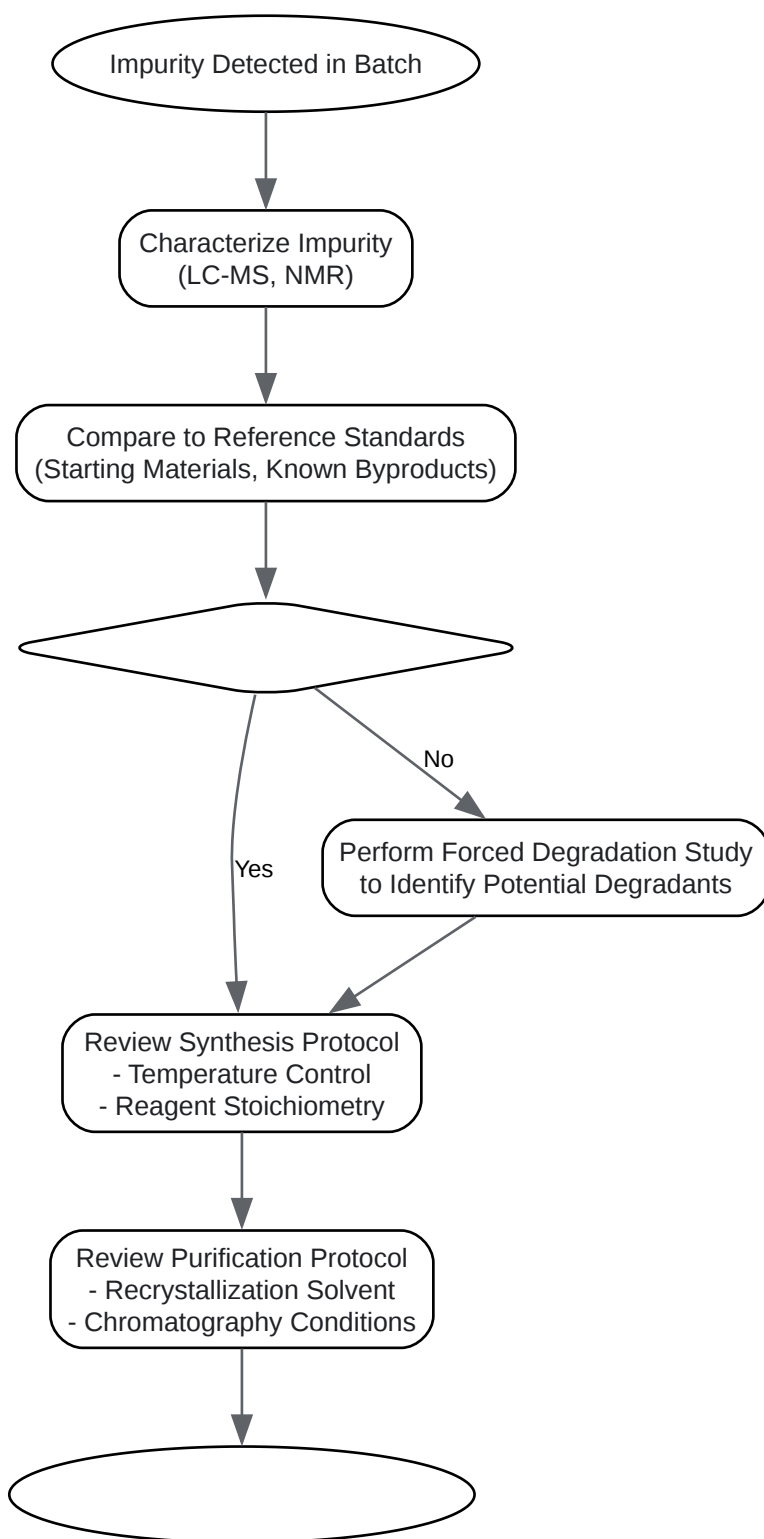 Impurity Detected in Batch
Characterize Impurity
(LC-MS, NMR)
Compare to Reference Standards
(Starting Materials, Known Byproducts)
No
Perform Forced Degradation Study
to Identify Potential Degradants
Yes
Review Synthesis Protocol
- Temperature Control
- Reagent Stoichiometry
Review Purification Protocol
- Recrystallization Solvent
- Chromatography Conditions